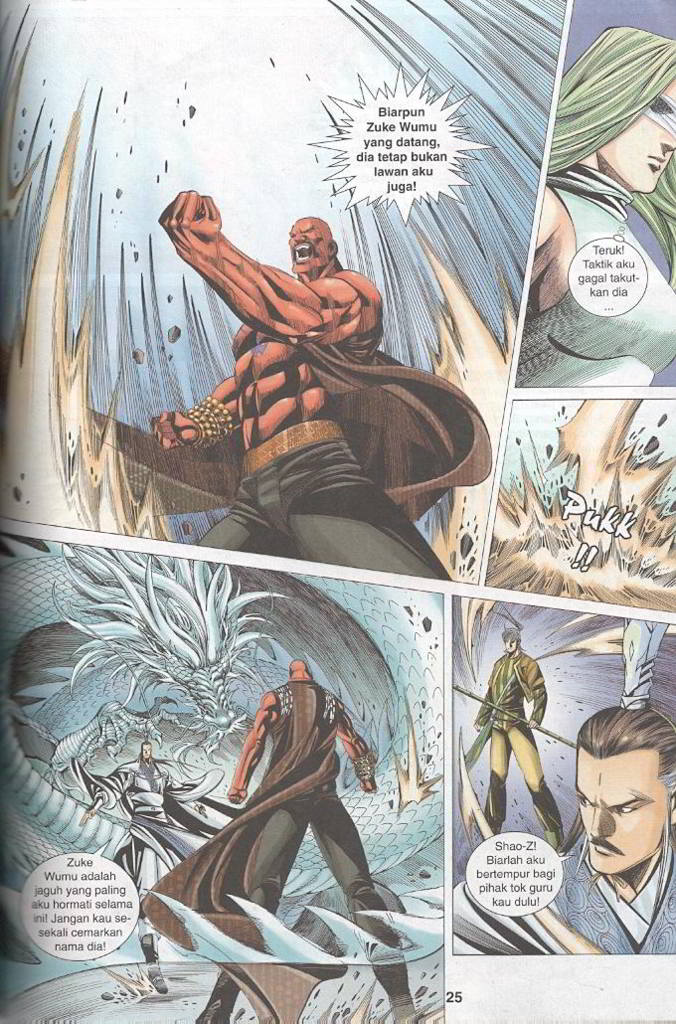 Biarpun
Zuke Wumu
yang datang,
dia tetap bukan
lawan aku
juga!
Teruk!
Taktik aku
gagal takut-
kan dia
...
Pukk
!!
Zuke
Wumu adalah
jaguh yang paling
aku hormati selama
ini! Jangan kau se-
sekali cemarkan
nama dia!
Shao-Z!
Biarlah aku
bertempur bagi
pihak tok guru
kau dulu!
25